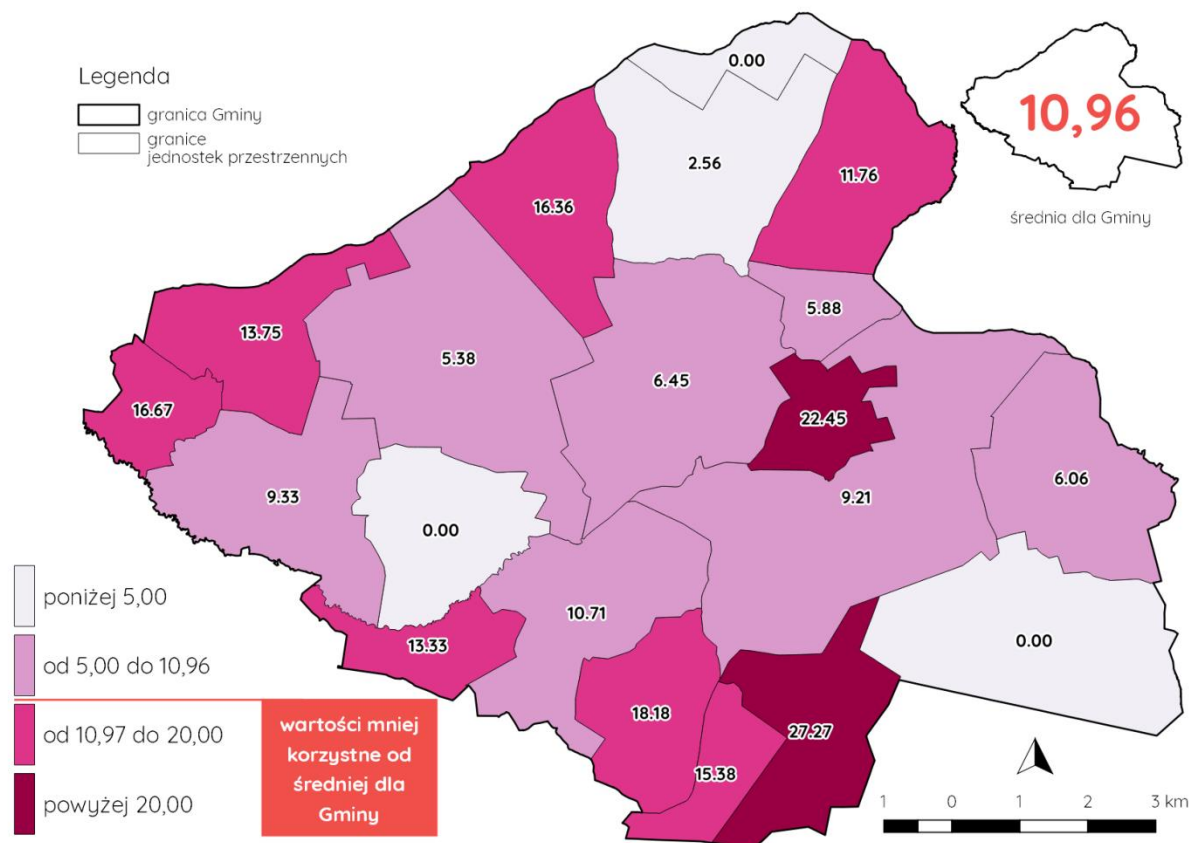 Legenda
granica Gminy
granice
jednostek przestrzennych
10,96
średnia dla Gminy
0.00
2.56
11.76
16.36
5.88
13.75
5.38
6.45
16.67
22.45
6.06
9.33
9.21
0.00
10.71
0.00
13.33
18.18
27.27
15.38
poniżej 5,00
od 5,00 do 10,96
od 10,97 do 20,00
powyżej 20,00
wartości mniej
korzystne od
średniej dla
Gminy
1 0 1 2 3 km